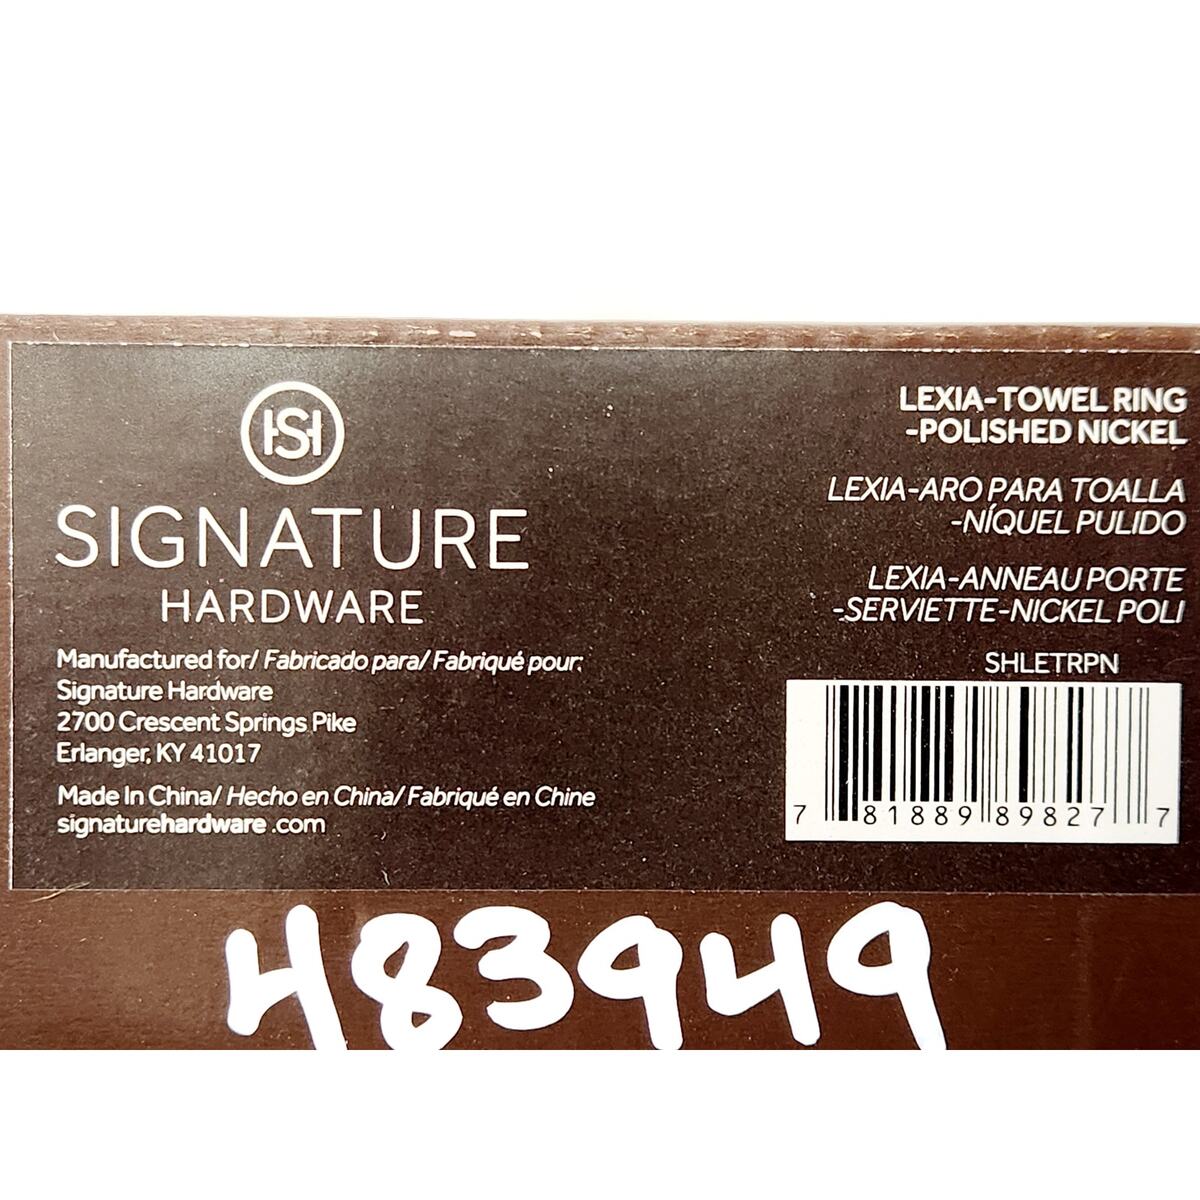 SH
SIGNATURE
HARDWARE
Manufactured for/ Fabricado para/ Fabriqué pour:
Signature Hardware
2700 Crescent Springs Pike
Erlanger, KY 41017
Made In China/ Hecho en China/ Fabriqué en Chine
signaturehardware .com
LEXIA-TOWEL RING
-POLISHED NICKEL
LEXIA-ARO PARA TOALLA
-NÍQUEL PULIDO
LEXIA-ANNEAU PORTE
-SERVIETTE-NICKEL POLI
SHLETRPN
7 81889 89827 7
483949